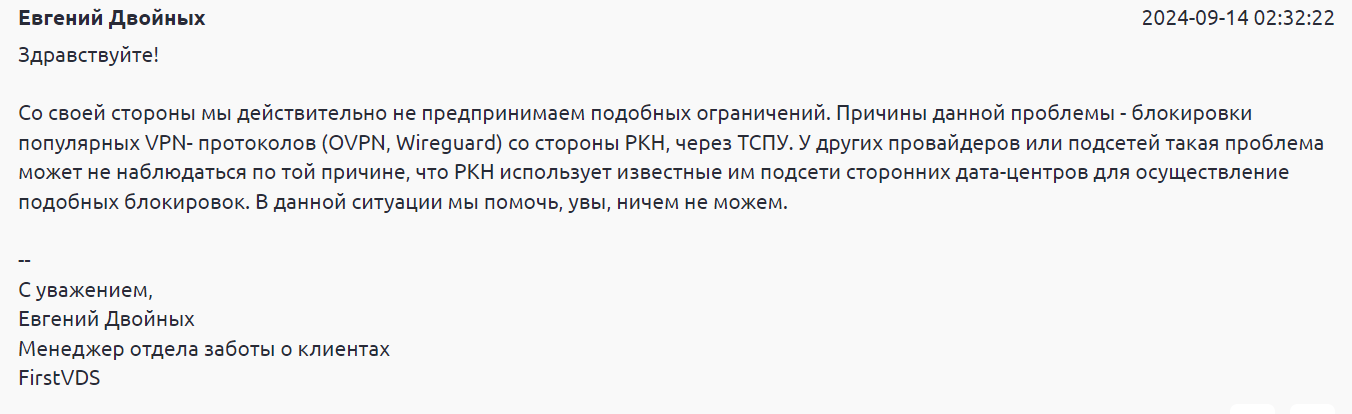 Евгений Двойных 2024-09-14 02:32:22
Здравствуйте!
Со своей стороны мы действительно не предпринимаем подобных ограничений. Причины данной проблемы - блокировки
популярных VPN- протоколов (OVPN, Wireguard) со стороны РКН, через ТСПУ. У других провайдеров или подсетей такая проблема
может не наблюдаться по той причине, что РКН использует известные им подсети сторонних дата-центров для осуществление
подобных блокировок. В данной ситуации мы помочь, увы, ничем не можем.
--
С уважением,
Евгений Двойных
Менеджер отдела заботы о клиентах
FirstVDS